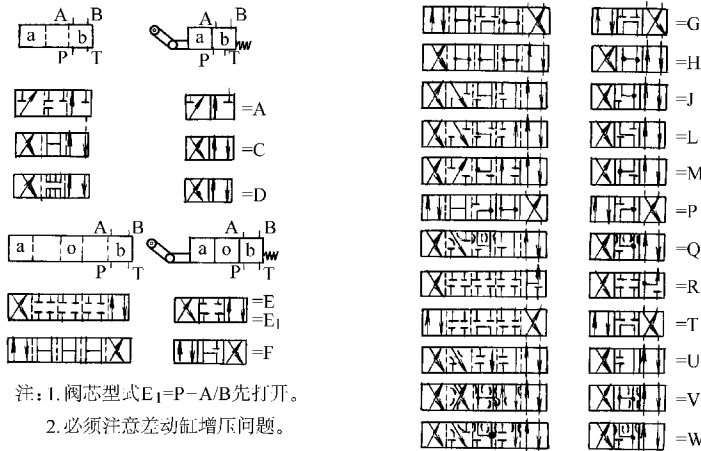 A B
a b
P T
A B
a b
P T
=A
=C
=D
A B
a o b
P T
A B
a o b
P T
=E
=E₁
=F
注：1.阀芯型式E₁=P-A/B先打开。
2.必须注意差动缸增压问题。
=G
=H
=J
=L
=M
=P
=Q
=R
=T
=U
=V
=W